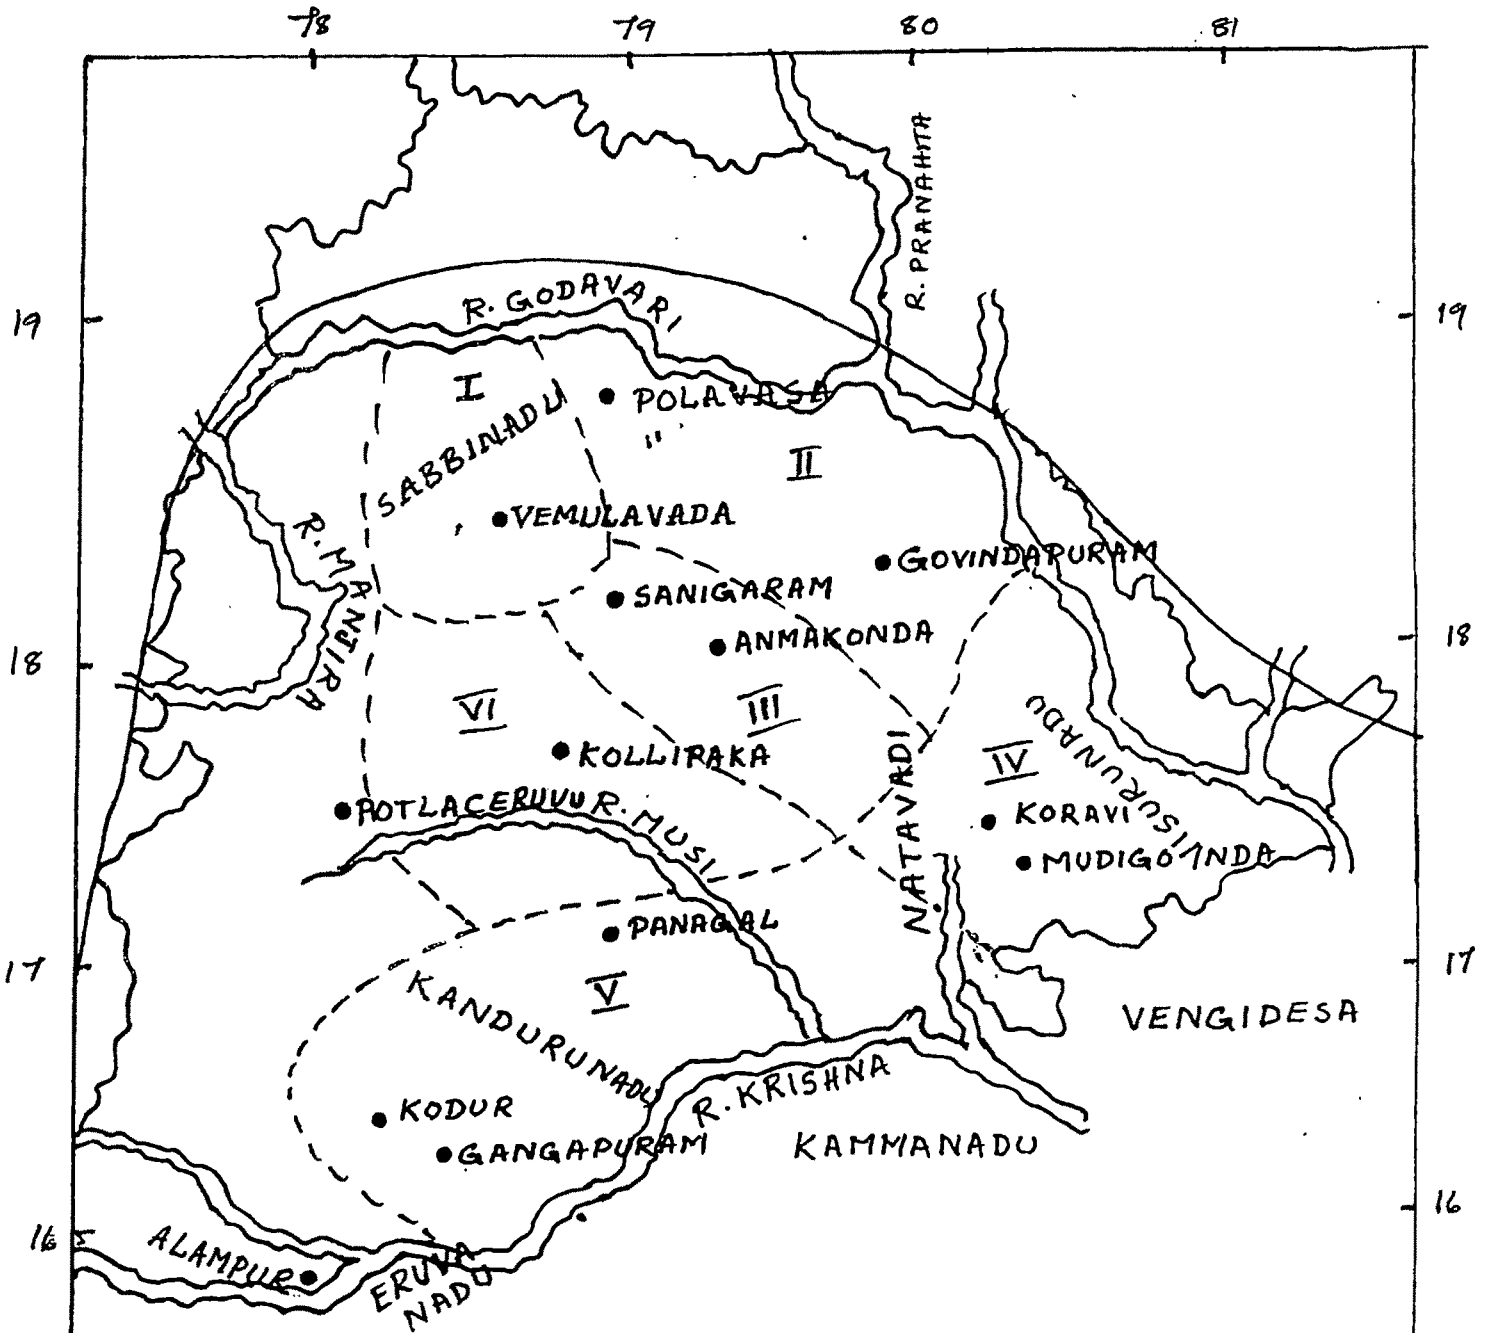 78 79 80 81
R. PRANAHITA
19 R. GODAVARI 19
I
SABBINADU
POLAVASA
"
II
VEMULAVADA
R. MANJIRA
GOVINDAPURAM
SANIGARAM
ANMAKONDA
18 18
VI
III
IV
VISURUNADU
KOLLIPAKA
NATAVADI
POTLACERUVU R. MUSI
KORAVI
MUDIGONDA
PANAGAL
17 17
V
KANDURUNADU
VENGIDESA
KODUR
R. KRISHNA
GANGAPURAM
KAMMANADU
16 16
ALAMPUR
ERUVA
NADU